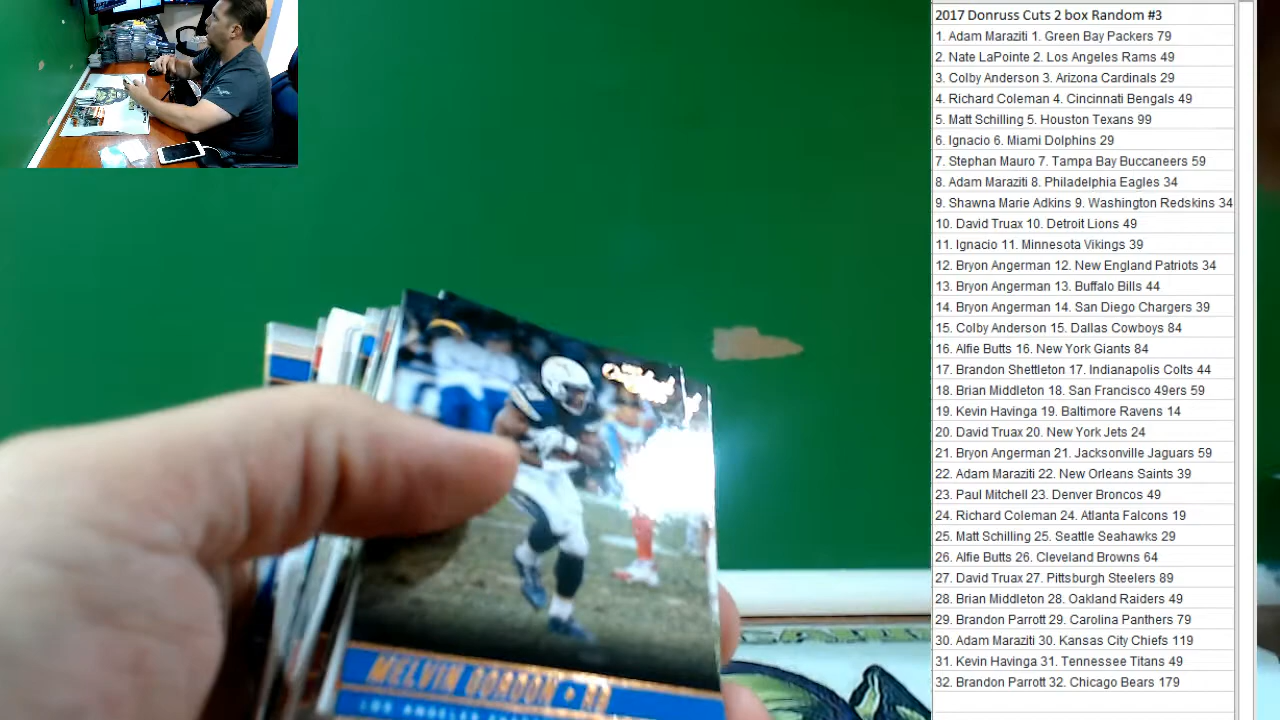 2017 Donruss Cuts 2 box Random #3
1. Adam Maraziti 1. Green Bay Packers 79
2. Nate LaPointe 2. Los Angeles Rams 49
3. Colby Anderson 3. Arizona Cardinals 29
4. Richard Coleman 4. Cincinnati Bengals 49
5. Matt Schilling 5. Houston Texans 99
6. Ignacio 6. Miami Dolphins 29
7. Stephan Mauro 7. Tampa Bay Buccaneers 59
8. Adam Maraziti 8. Philadelphia Eagles 34
9. Shawna Marie Adkins 9. Washington Redskins 34
10. David Truax 10. Detroit Lions 49
11. Ignacio 11. Minnesota Vikings 39
12. Bryon Angerman 12. New England Patriots 34
13. Bryon Angerman 13. Buffalo Bills 44
14. Bryon Angerman 14. San Diego Chargers 39
15. Colby Anderson 15. Dallas Cowboys 84
16. Alfie Butts 16. New York Giants 84
17. Brandon Shettleton 17. Indianapolis Colts 44
18. Brian Middleton 18. San Francisco 49ers 59
19. Kevin Havinga 19. Baltimore Ravens 14
20. David Truax 20. New York Jets 24
21. Bryon Angerman 21. Jacksonville Jaguars 59
22. Adam Maraziti 22. New Orleans Saints 39
23. Paul Mitchell 23. Denver Broncos 49
24. Richard Coleman 24. Atlanta Falcons 19
25. Matt Schilling 25. Seattle Seahawks 29
26. Alfie Butts 26. Cleveland Browns 64
27. David Truax 27. Pittsburgh Steelers 89
28. Brian Middleton 28. Oakland Raiders 49
29. Brandon Parrott 29. Carolina Panthers 79
30. Adam Maraziti 30. Kansas City Chiefs 119
31. Kevin Havinga 31. Tennessee Titans 49
32. Brandon Parrott 32. Chicago Bears 179
MELVIN GORDON
LOS ANGELES